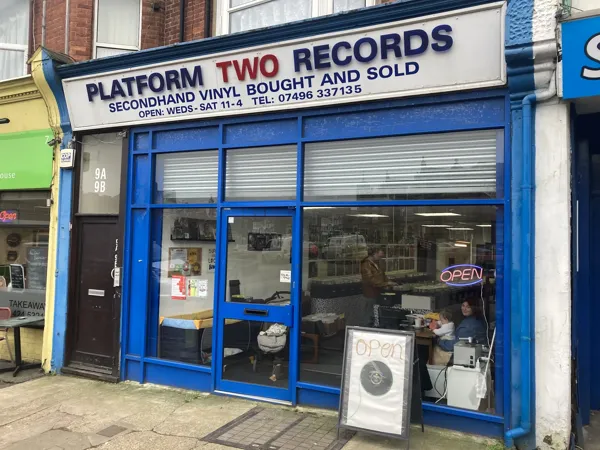 PLATFORM TWO RECORDS
SECONDHAND VINYL BOUGHT AND SOLD
OPEN: WEDS - SAT 11-4 TEL: 07496 337135
9A
9B
OPEN
OPen
TAKEAWAY